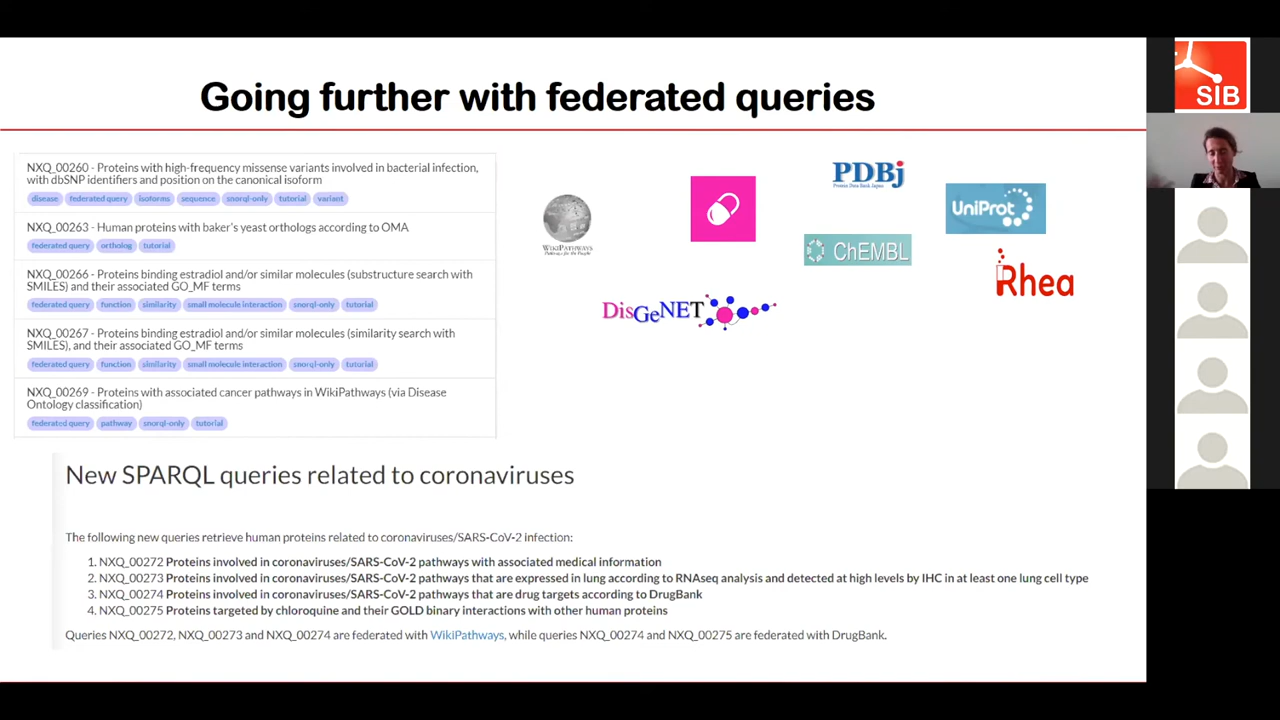 Going further with federated queries
NXQ_00260 - Proteins with high-frequency missense variants involved in bacterial infection,
with dbSNP identifiers and position on the canonical isoform
disease federated query isoforms sequence snorql-only tutorial variant
NXQ_00263 - Human proteins with baker's yeast orthologs according to OMA
federated query ortholog tutorial
NXQ_00266 - Proteins binding estradiol and/or similar molecules (substructure search with
SMILES) and their associated GO_MF terms
federated query function similarity small molecule interaction snorql-only tutorial
NXQ_00267 - Proteins binding estradiol and/or similar molecules (similarity search with
SMILES), and their associated GO_MF terms
federated query function similarity small molecule interaction snorql-only tuturial
NXQ_00269 - Proteins with associated cancer pathways in WikiPathways (via Disease
Ontology classification)
federated query pathway snorql-only tutorial
WIKIPATHWAYS
Pathways for the People
PDBj
Protein Data Bank Japan
UniProt
ChEMBL
Rhea
DisGeNET
New SPARQL queries related to coronaviruses
The following new queries retrieve human proteins related to coronaviruses/SARS-CoV-2 infection:
1. NXQ_00272 Proteins involved in coronaviruses/SARS-CoV-2 pathways with associated medical information
2. NXQ_00273 Proteins involved in coronaviruses/SARS-CoV-2 pathways that are expressed in lung according to RNAseq analysis and detected at high levels by IHC in at least one lung cell type
3. NXQ_00274 Proteins involved in coronaviruses/SARS-CoV-2 pathways that are drug targets according to DrugBank
4. NXQ_00275 Proteins targeted by chloroquine and their GOLD binary interactions with other human proteins
Queries NXQ_00272, NXQ_00273 and NXQ_00274 are federated with WikiPathways, while queries NXQ_00274 and NXQ_00275 are federated with DrugBank.
SIB